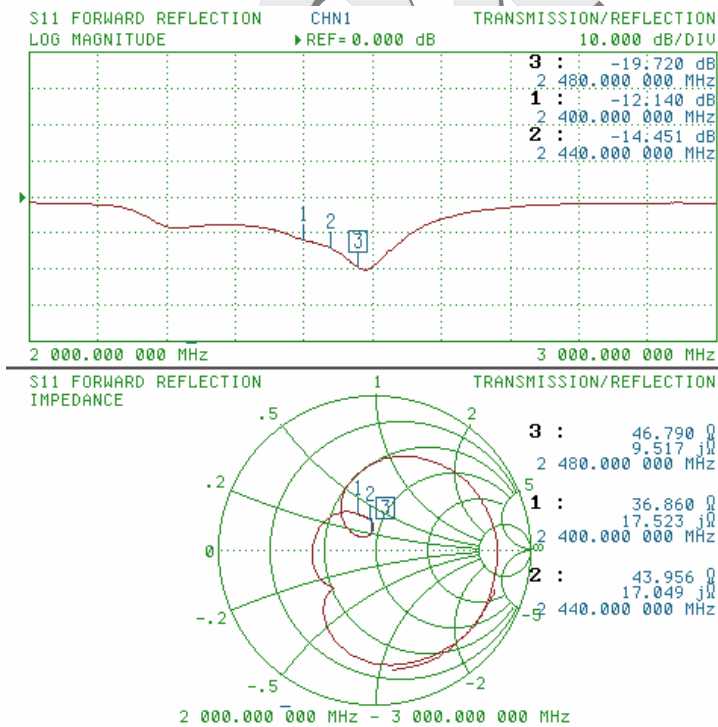 S11 FORWARD REFLECTION CHN1 TRANSMISSION/REFLECTION
LOG MAGNITUDE ▶REF= 0.000 dB 10.000 dB/DIV
3 : -19.720 dB
2 480.000 000 MHz
1 : -12.140 dB
2 400.000 000 MHz
2 : -14.451 dB
2 440.000 000 MHz
1
2
3
2 000.000 000 MHz 3 000.000 000 MHz
S11 FORWARD REFLECTION TRANSMISSION/REFLECTION
IMPEDANCE
1
.5 2
.2 5
0 ∞
-.2 -5
-.5 -2
1 2 3
3 : 46.790 Ω
9.517 jΩ
2 480.000 000 MHz
1 : 36.860 Ω
17.523 jΩ
2 400.000 000 MHz
2 : 43.956 Ω
17.049 jΩ
2 440.000 000 MHz
2 000.000 000 MHz - 3 000.000 000 MHz